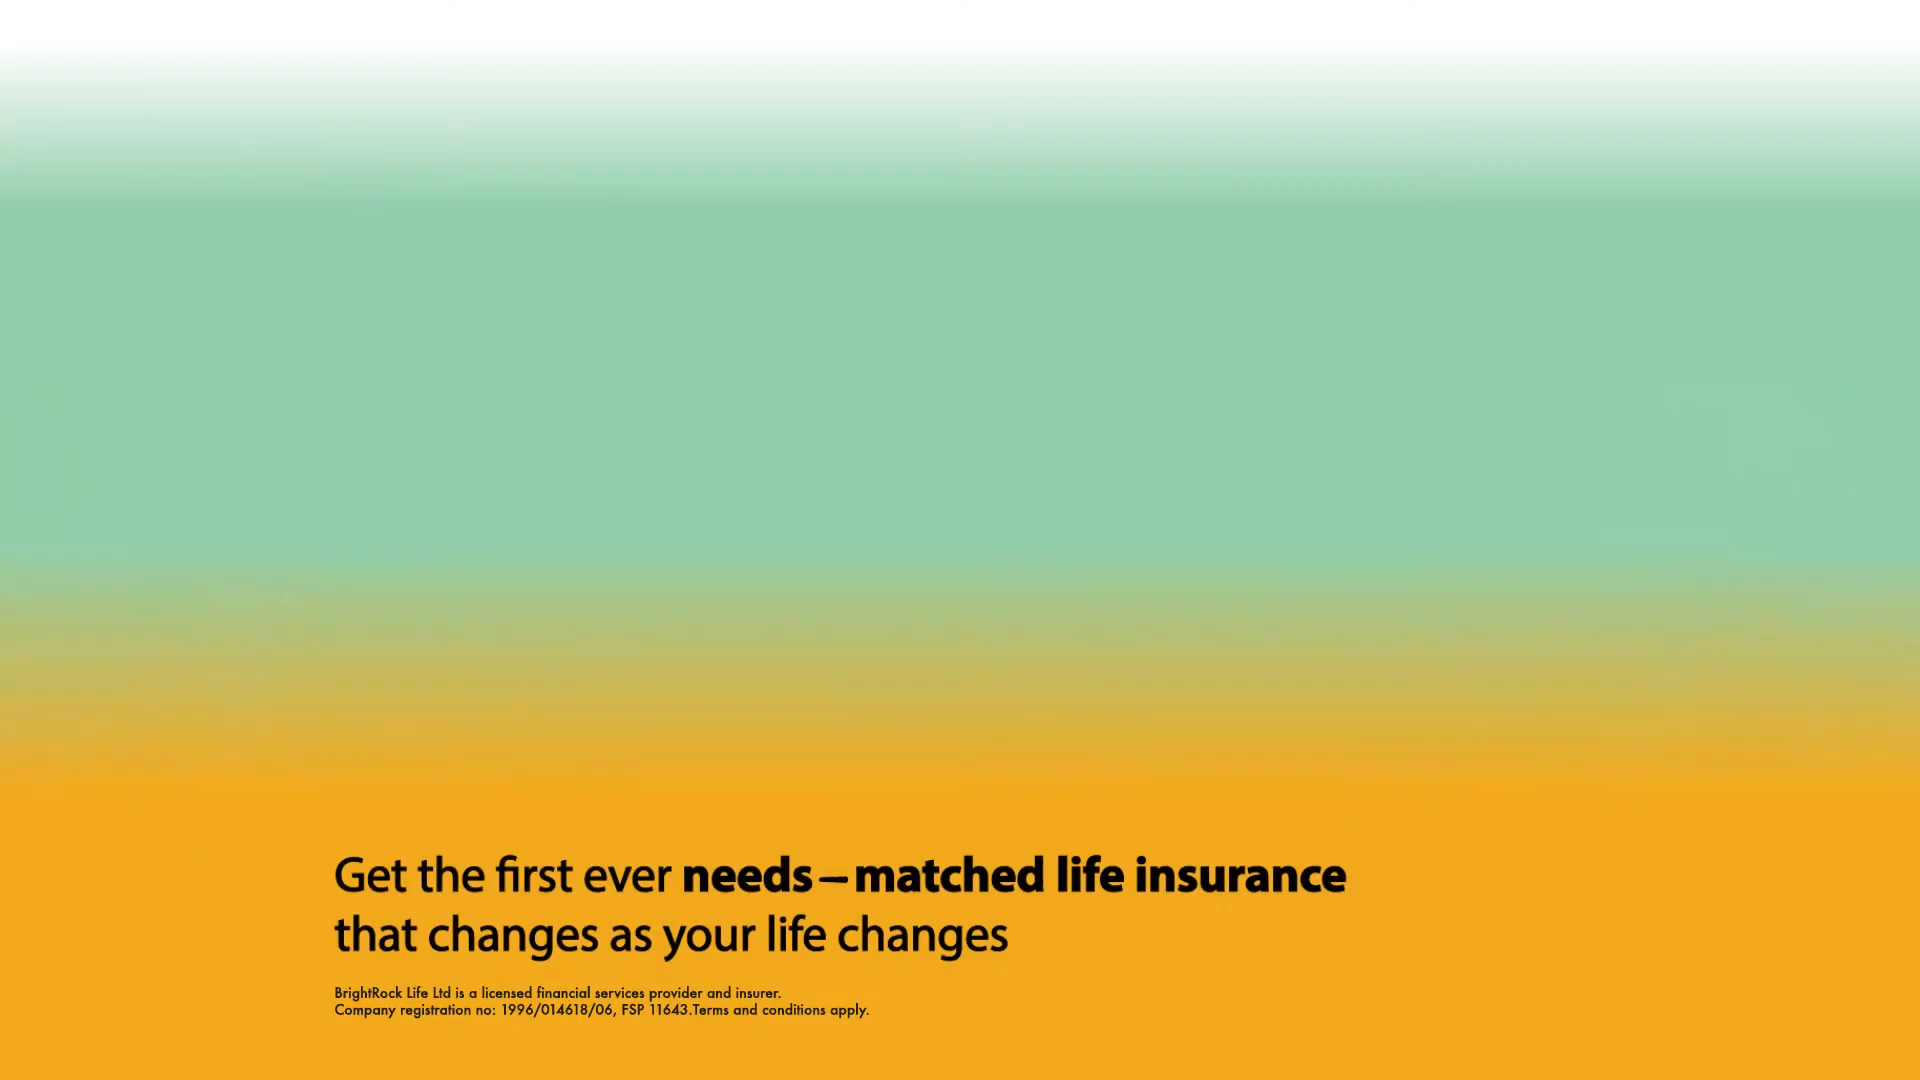 Get the first ever needs–matched life insurance
that changes as your life changes
BrightRock Life Ltd is a licensed financial services provider and insurer.
Company registration no: 1996/014618/06, FSP 11643.Terms and conditions apply.